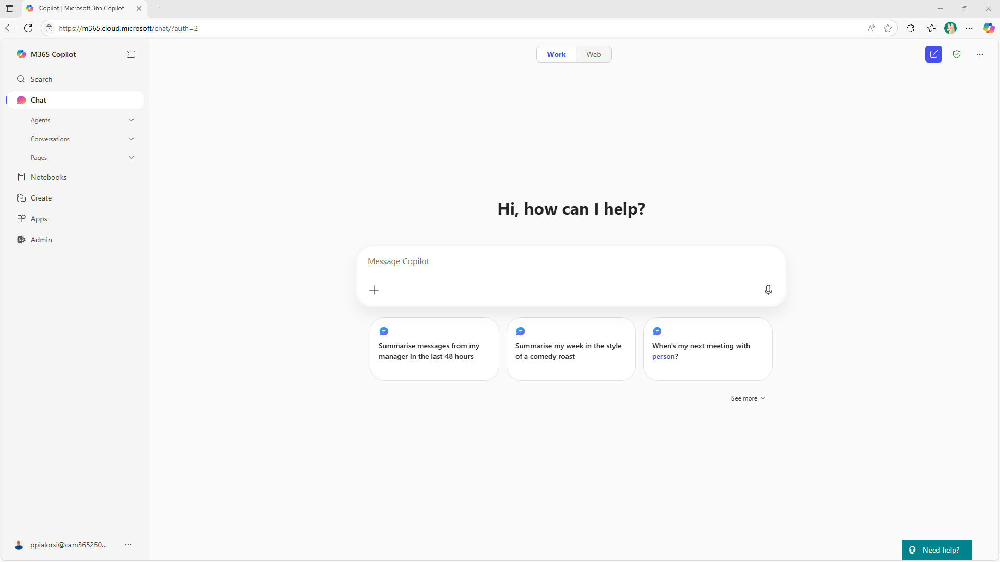 Copilot | Microsoft 365 Copilot
https://m365.cloud.microsoft/chat/?auth=2
M365 Copilot
Search
Chat
Agents
Conversations
Pages
Notebooks
Create
Apps
Admin
ppialorsi@cam365250...
Work
Web
Hi, how can I help?
Message Copilot
Summarise messages from my
manager in the last 48 hours
Summarise my week in the style
of a comedy roast
When's my next meeting with
person?
See more
Need help?